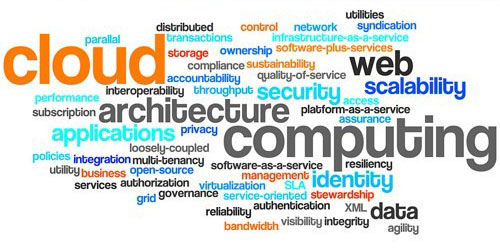 utilities
distributed control network syndication
parallel transactions infrastructure-as-a-service
cloud storage ownership software-plus-services web
compliance sustainability
accountability quality-of-service scalability
interoperability throughput security
performance access
subscription architecture platform-as-a-service
applications privacy computing assurance
loosely-coupled
policies integration multi-tenancy software-as-a-service resiliency
utility business open-source management identity
services authorization virtualization SLA
grid governance service-oriented stewardship
reliability authentication XML data
visibility integrity
bandwidth agility